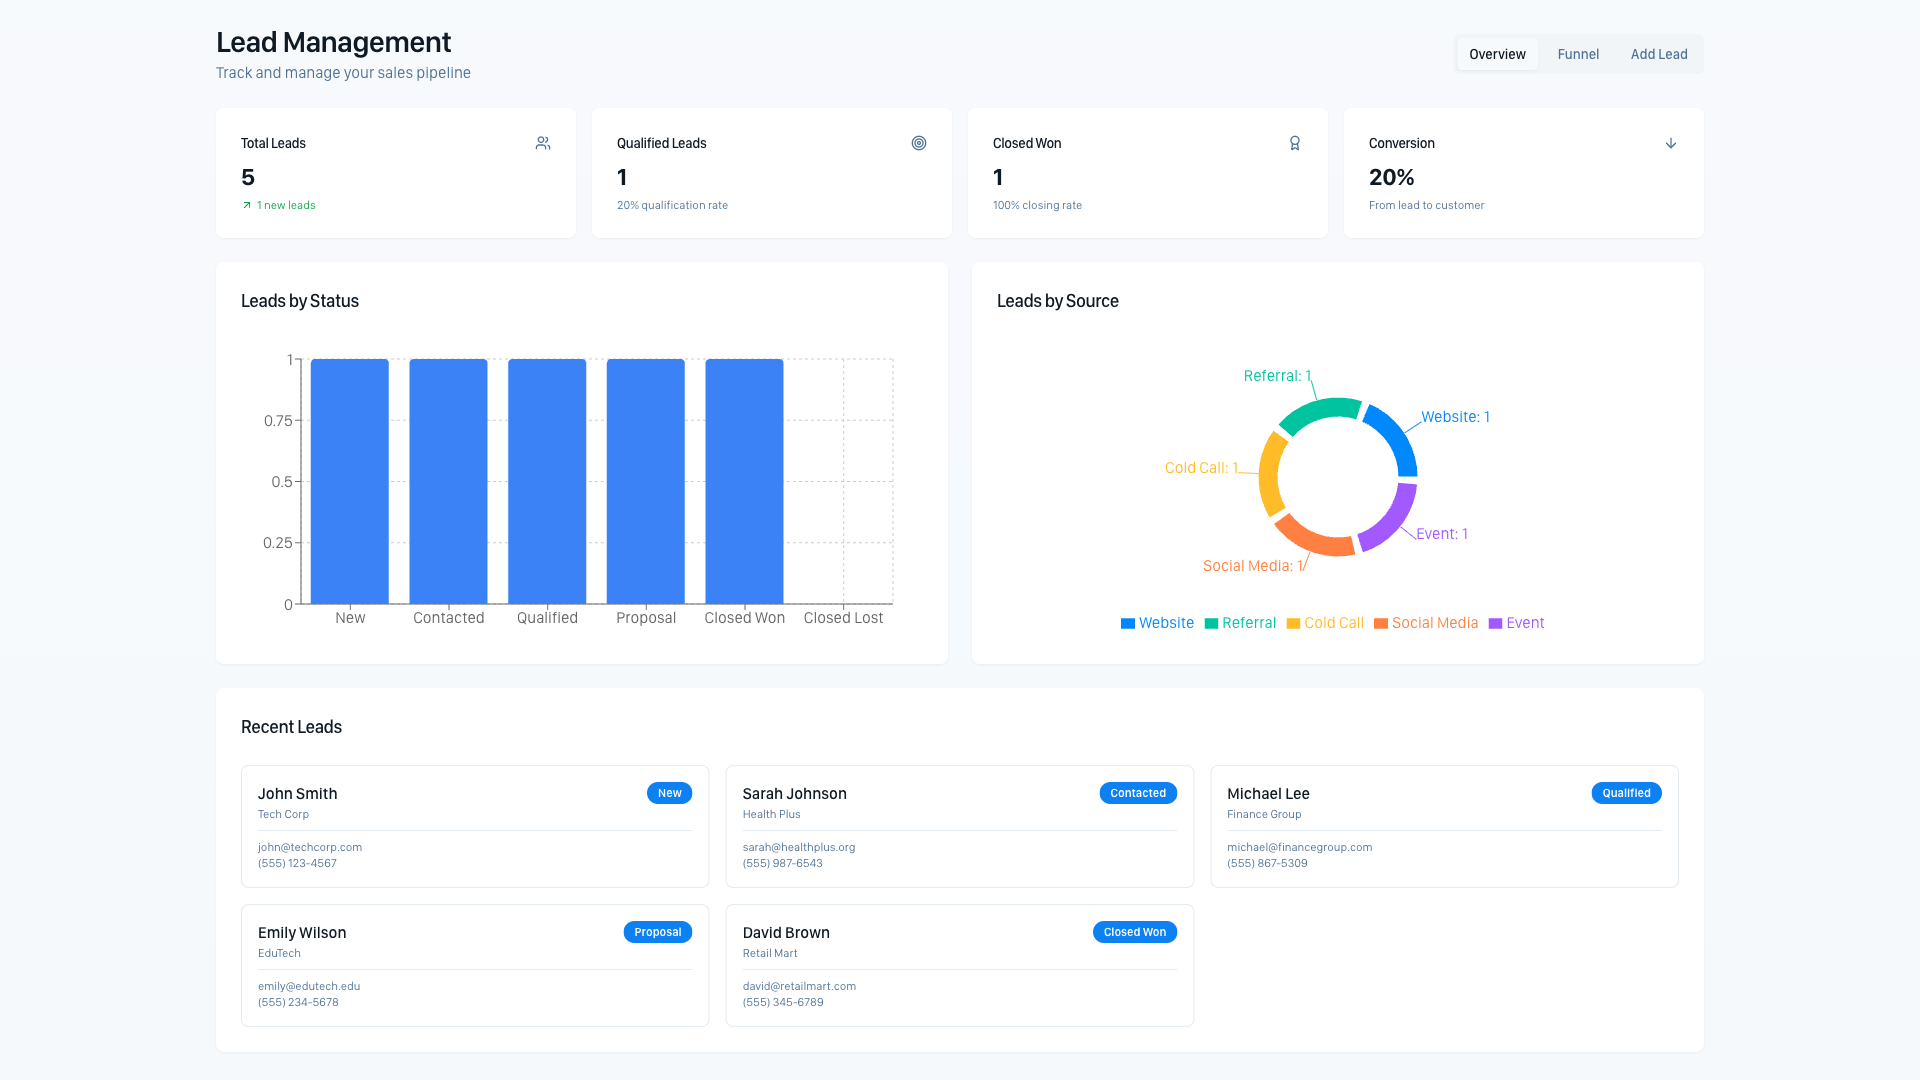 Lead Management
Track and manage your sales pipeline
Overview
Funnel
Add Lead
Total Leads
5
1 new leads
Qualified Leads
1
20% qualification rate
Closed Won
1
100% closing rate
Conversion
20%
From lead to customer
Leads by Status
1
0.75
0.5
0.25
0
New
Contacted
Qualified
Proposal
Closed Won
Closed Lost
Leads by Source
Referral: 1
Website: 1
Cold Call: 1
Event: 1
Social Media: 1
Website
Referral
Cold Call
Social Media
Event
Recent Leads
John Smith
New
Tech Corp
john@techcorp.com
(555) 123-4567
Sarah Johnson
Contacted
Health Plus
sarah@healthplus.org
(555) 987-6543
Michael Lee
Qualified
Finance Group
michael@financegroup.com
(555) 867-5309
Emily Wilson
Proposal
EduTech
emily@edutech.edu
(555) 234-5678
David Brown
Closed Won
Retail Mart
david@retailmart.com
(555) 345-6789